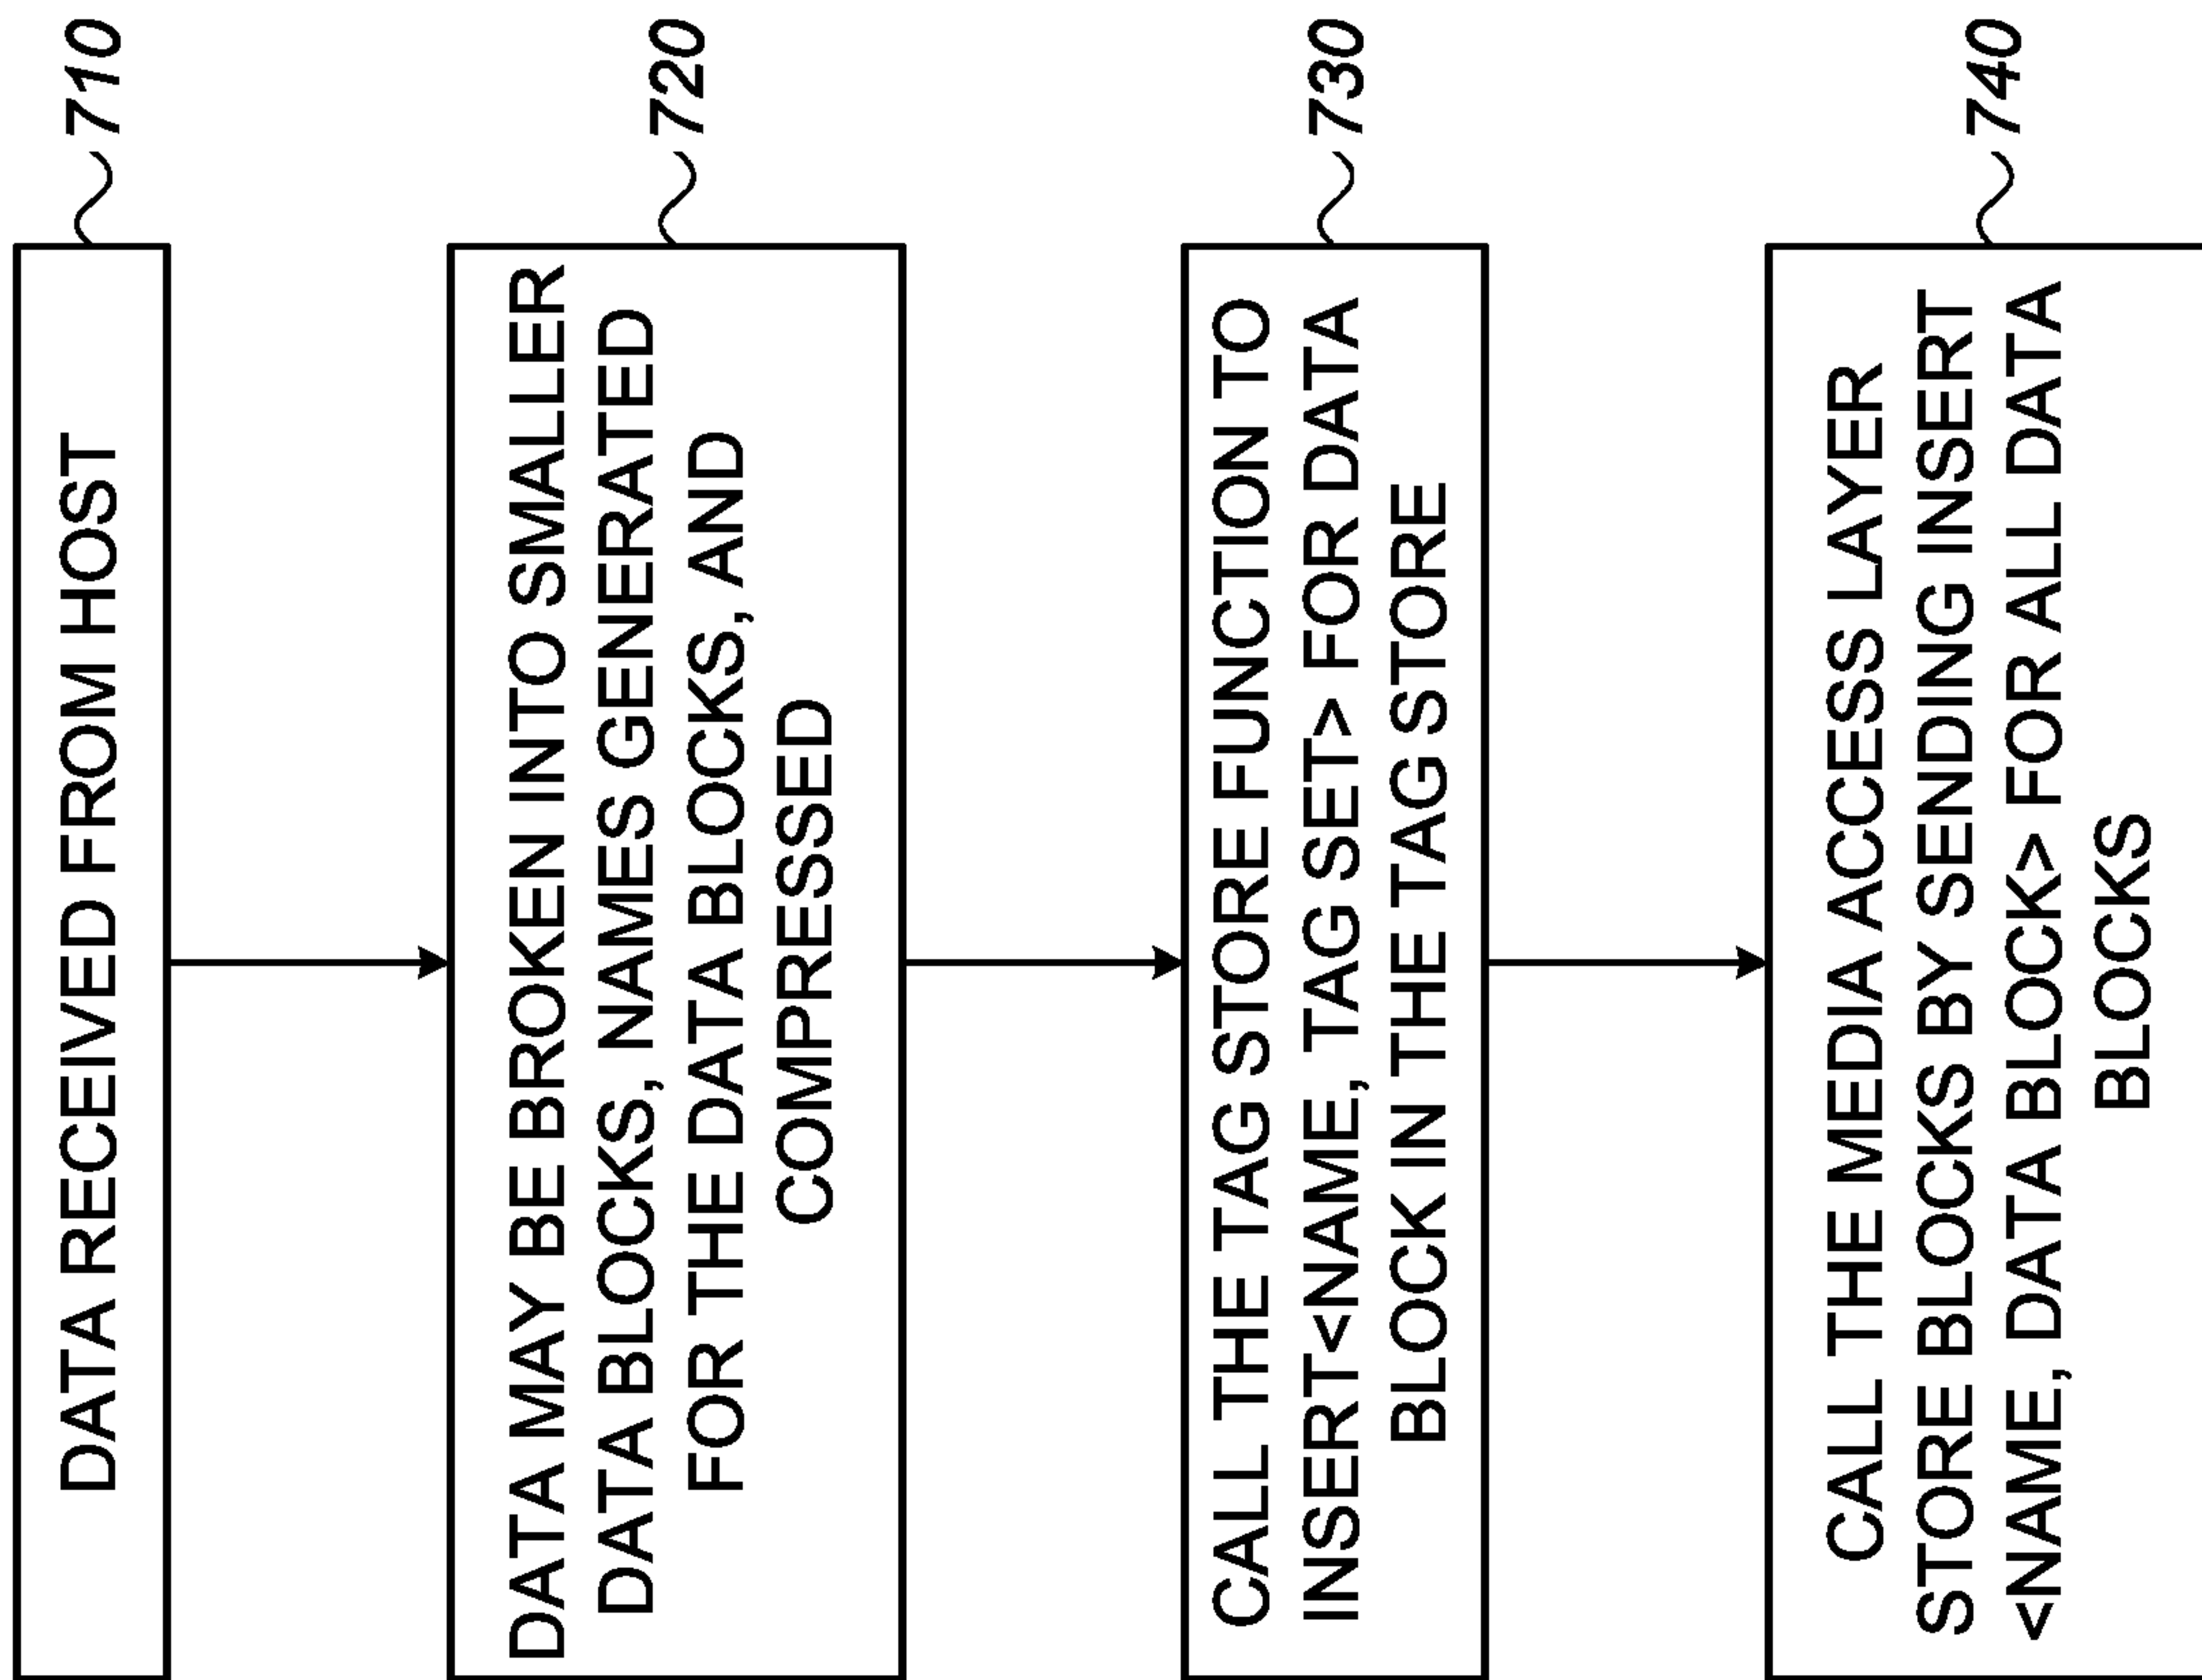 DATA RECEIVED FROM HOST
710
DATA MAY BE BROKEN INTO SMALLER
DATA BLOCKS, NAMES GENERATED
FOR THE DATA BLOCKS, AND
COMPRESSED
720
CALL THE TAG STORE FUNCTION TO
INSERT<NAME, TAG SET> FOR DATA
BLOCK IN THE TAG STORE
730
CALL THE MEDIA ACCESS LAYER
STORE BLOCKS BY SENDING INSERT
<NAME, DATA BLOCK> FOR ALL DATA
BLOCKS
740